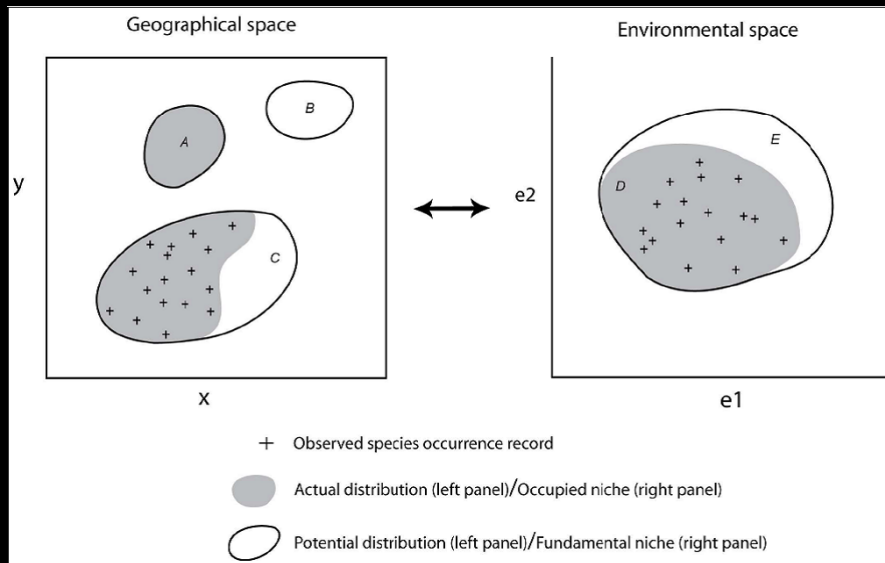 Geographical space
Environmental space
A
B
C
y
x
D
E
e2
e1
+ Observed species occurrence record
Actual distribution (left panel)/Occupied niche (right panel)
Potential distribution (left panel)/Fundamental niche (right panel)